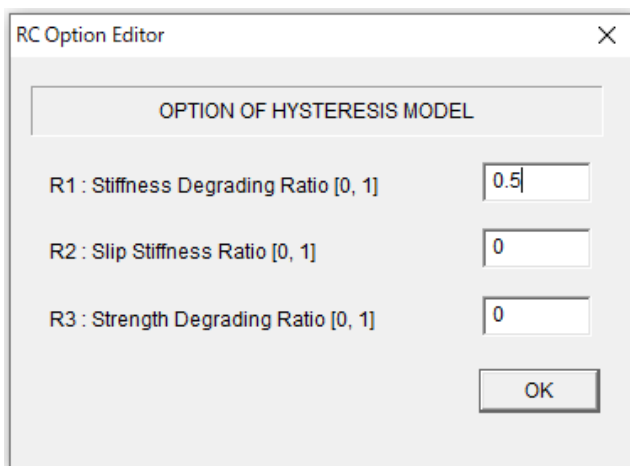 RC Option Editor
OPTION OF HYSTERESIS MODEL
R1 : Stiffness Degrading Ratio [0, 1] 0.5
R2 : Slip Stiffness Ratio [0, 1] 0
R3 : Strength Degrading Ratio [0, 1] 0
OK